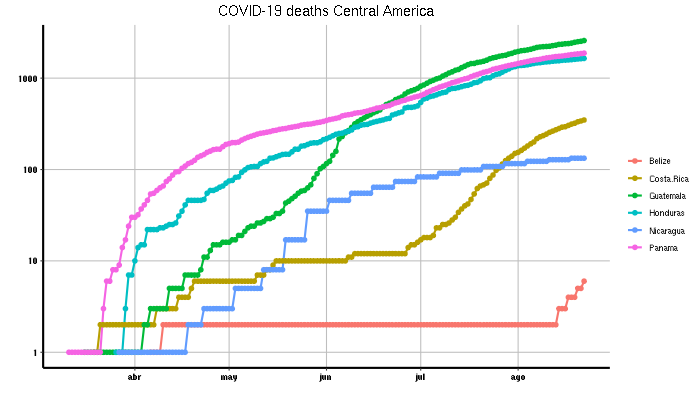 COVID-19 deaths Central America
1000
100
10
1
abr may jun jul ago
Belize
Costa.Rica
Guatemala
Honduras
Nicaragua
Panama